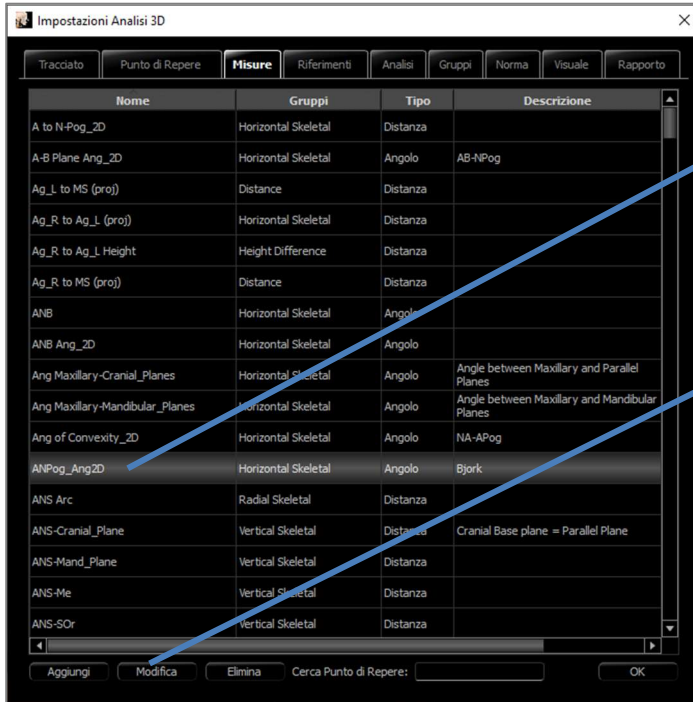 Impostazioni Analisi 3D
Tracciato Punto di Repere Misure Riferimenti Analisi Gruppi Norma Visuale Rapporto
Nome Gruppi Tipo Descrizione
A to N-Pog_2D Horizontal Skeletal Distanza
A-B Plane Ang_2D Horizontal Skeletal Angolo AB-NPog
Ag_L to MS (proj) Distance Distanza
Ag_R to Ag_L (proj) Horizontal Skeletal Distanza
Ag_R to Ag_L Height Height Difference Distanza
Ag_R to MS (proj) Distance Distanza
ANB Horizontal Skeletal Angolo
ANB Ang_2D Horizontal Skeletal Angolo
Ang Maxillary-Cranial_Planes Horizontal Skeletal Angolo Angle between Maxillary and Parallel
Planes
Ang Maxillary-Mandibular_Planes Horizontal Skeletal Angolo Angle between Maxillary and Mandibular
Planes
Ang of Convexity_2D Horizontal Skeletal Angolo NA-APog
ANPog_Ang2D Horizontal Skeletal Angolo Bjork
ANS Arc Radial Skeletal Distanza
ANS-Cranial_Plane Vertical Skeletal Distanza Cranial Base plane = Parallel Plane
ANS-Mand_Plane Vertical Skeletal Distanza
ANS-Me Vertical Skeletal Distanza
ANS-SOr Vertical Skeletal Distanza
Aggiungi Modifica Elimina Cerca Punto di Repere: OK